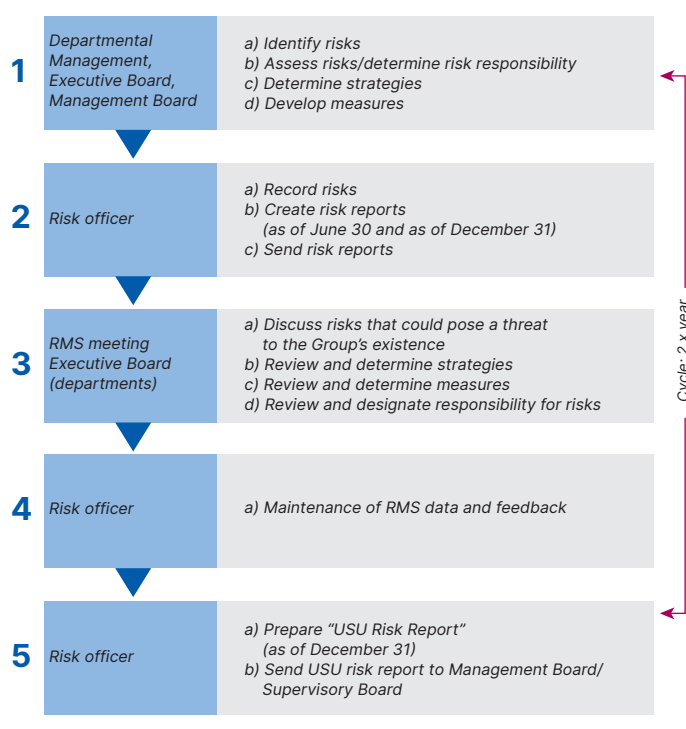 1
Departmental
Management,
Executive Board,
Management Board
a) Identify risks
b) Assess risks/determine risk responsibility
c) Determine strategies
d) Develop measures
2
Risk officer
a) Record risks
b) Create risk reports
(as of June 30 and as of December 31)
c) Send risk reports
3
RMS meeting
Executive Board
(departments)
a) Discuss risks that could pose a threat
to the Group’s existence
b) Review and determine strategies
c) Review and determine measures
d) Review and designate responsibility for risks
4
Risk officer
a) Maintenance of RMS data and feedback
5
Risk officer
a) Prepare “USU Risk Report”
(as of December 31)
b) Send USU risk report to Management Board/
Supervisory Board
Cycle: 2 x year